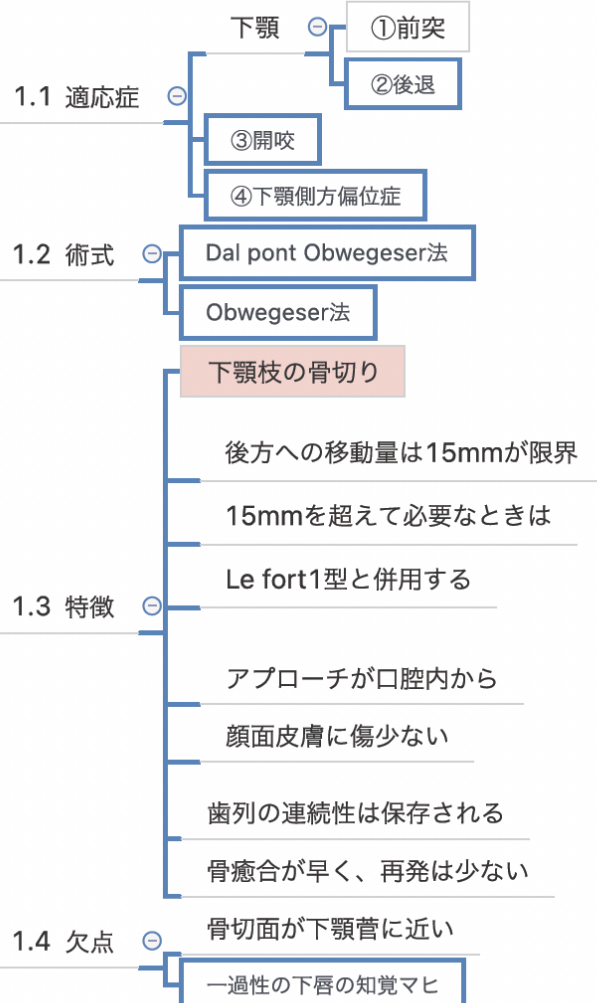 1.1 適応症
下顎
①前突
②後退
③開咬
④下顎側方偏位症
1.2 術式
Dal pont Obwegeser法
Obwegeser法
1.3 特徴
下顎枝の骨切り
後方への移動量は15mmが限界
15mmを超えて必要なときは
Le fort1型と併用する
アプローチが口腔内から
顔面皮膚に傷少ない
歯列の連続性は保存される
骨癒合が早く、再発は少ない
1.4 欠点
骨切面が下顎菅に近い
一過性の下唇の知覚マヒ